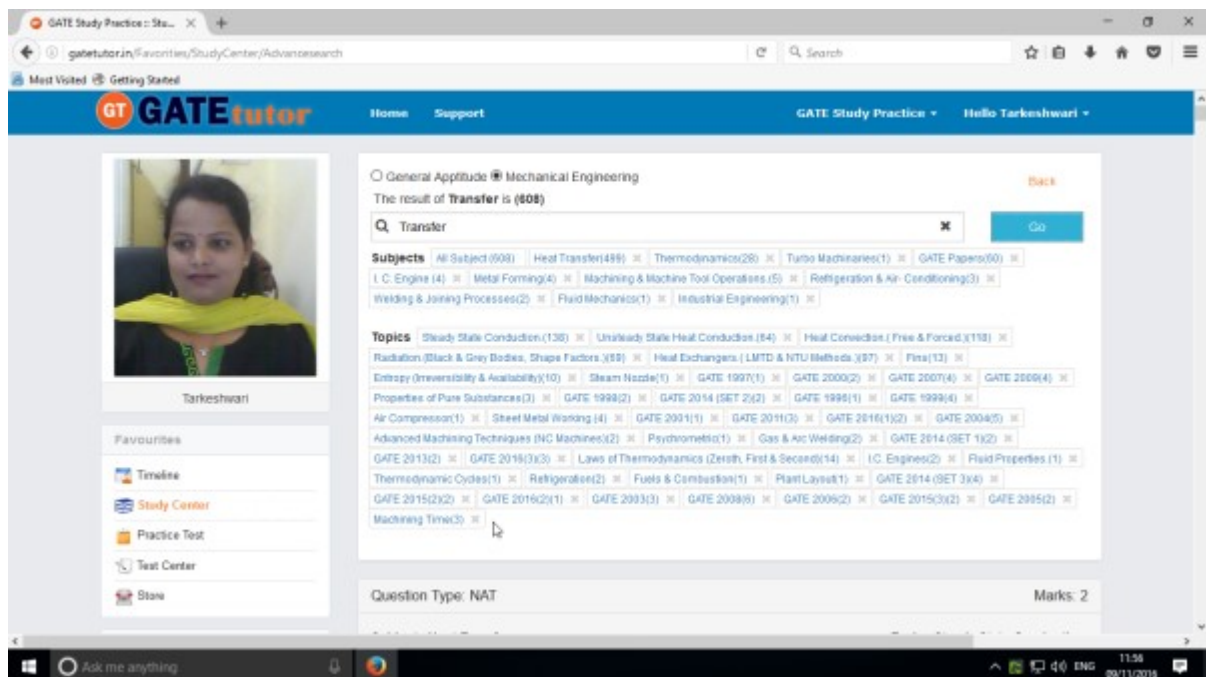 GATE Study Practice :: Stu...
gatetutor.in/Favorities/StudyCenter/Advancesearch
Search
Most Visited Getting Started
GT GATEtutor Home Support GATE Study Practice Hello Tarkeshwari
General Apptitude Mechanical Engineering
Back
The result of Transfer is (608)
Transfer Go
Subjects All Subject(608) Heat Transfer(499) Thermodynamics(28) Turbo Machinaries(1) GATE Papers(60)
I. C. Engine (4) Metal Forming(4) Machining & Machine Tool Operations.(5) Refrigeration & Air- Conditioning(3)
Welding & Joining Processes(2) Fluid Mechanics(1) Industrial Engineering(1)
Topics Steady State Conduction.(138) Unsteady State Heat Conduction.(64) Heat Convection.( Free & Forced.)(118)
Radiation.(Black & Grey Bodies, Shape Factors.)(69) Heat Exchangers.( LMTD & NTU Methods.)(97) Fins(13)
Entropy (Irreversibility & Availability)(10) Steam Nozzle(1) GATE 1997(1) GATE 2000(2) GATE 2007(4) GATE 2009(4)
Properties of Pure Substances(3) GATE 1998(2) GATE 2014 (SET 2)(2) GATE 1996(1) GATE 1999(4)
Air Compressor(1) Sheet Metal Working.(4) GATE 2001(1) GATE 2011(3) GATE 2016(1)(2) GATE 2004(5)
Advanced Machining Techniques (NC Machines)(2) Psychrometric(1) Gas & Arc Welding(2) GATE 2014 (SET 1)(2)
GATE 2013(2) GATE 2016(3)(3) Laws of Thermodynamics (Zeroth, First & Second)(14) I.C. Engines(2) Fluid Properties.(1)
Thermodynamic Cycles(1) Refrigeration(2) Fuels & Combustion(1) Plant Layout(1) GATE 2014 (SET 3)(4)
GATE 2015(2)(2) GATE 2016(2)(1) GATE 2003(3) GATE 2008(6) GATE 2006(2) GATE 2015(3)(2) GATE 2005(2)
Machining Time(3)
Tarkeshwari
Favourites
Timeline
Study Center
Practice Test
Test Center
Store
Question Type: NAT Marks: 2
Ask me anything
ENG
11:56
09/11/2016